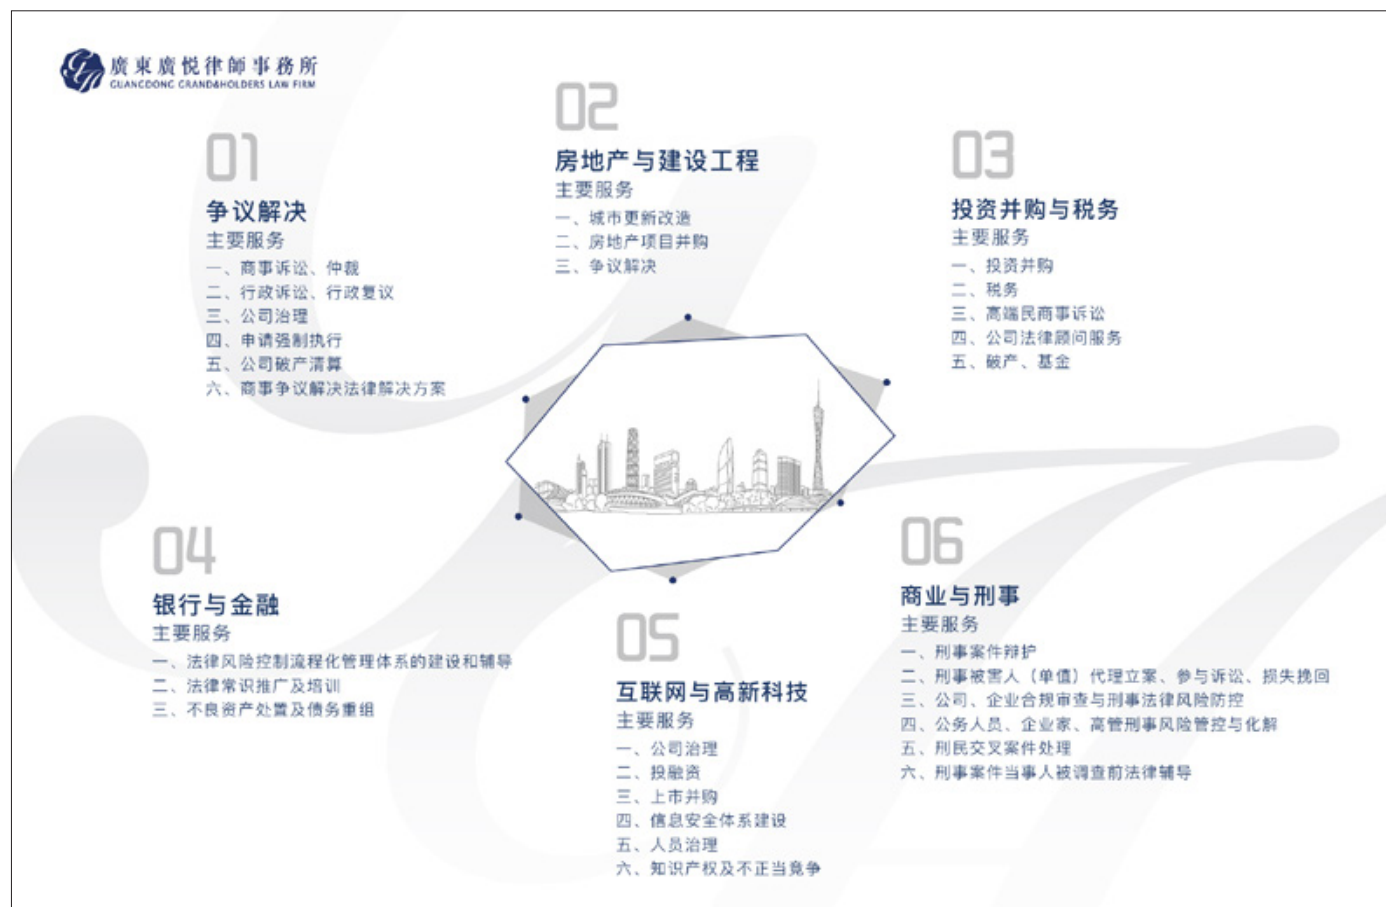 廣東廣悦律師事務所
GUANGDONG GRAND&HOLDERS LAW FIRM
01
争议解决
主要服务
一、商事诉讼、仲裁
二、行政诉讼、行政复议
三、公司治理
四、申请强制执行
五、公司破产清算
六、商事争议解决法律解决方案
02
房地产与建设工程
主要服务
一、城市更新改造
二、房地产项目并购
三、争议解决
03
投资并购与税务
主要服务
一、投资并购
二、税务
三、高端民商事诉讼
四、公司法律顾问服务
五、破产、基金
04
银行与金融
主要服务
一、法律风险控制流程化管理体系的建设和辅导
二、法律常识推广及培训
三、不良资产处置及债务重组
05
互联网与高新科技
主要服务
一、公司治理
二、投融资
三、上市并购
四、信息安全体系建设
五、人员治理
六、知识产权及不正当竞争
06
商业与刑事
主要服务
一、刑事案件辩护
二、刑事被害人（单值）代理立案、参与诉讼、损失挽回
三、公司、企业合规审查与刑事法律风险防控
四、公务人员、企业家、高管刑事风险管控与化解
五、刑民交叉案件处理
六、刑事案件当事人被调查前法律辅导